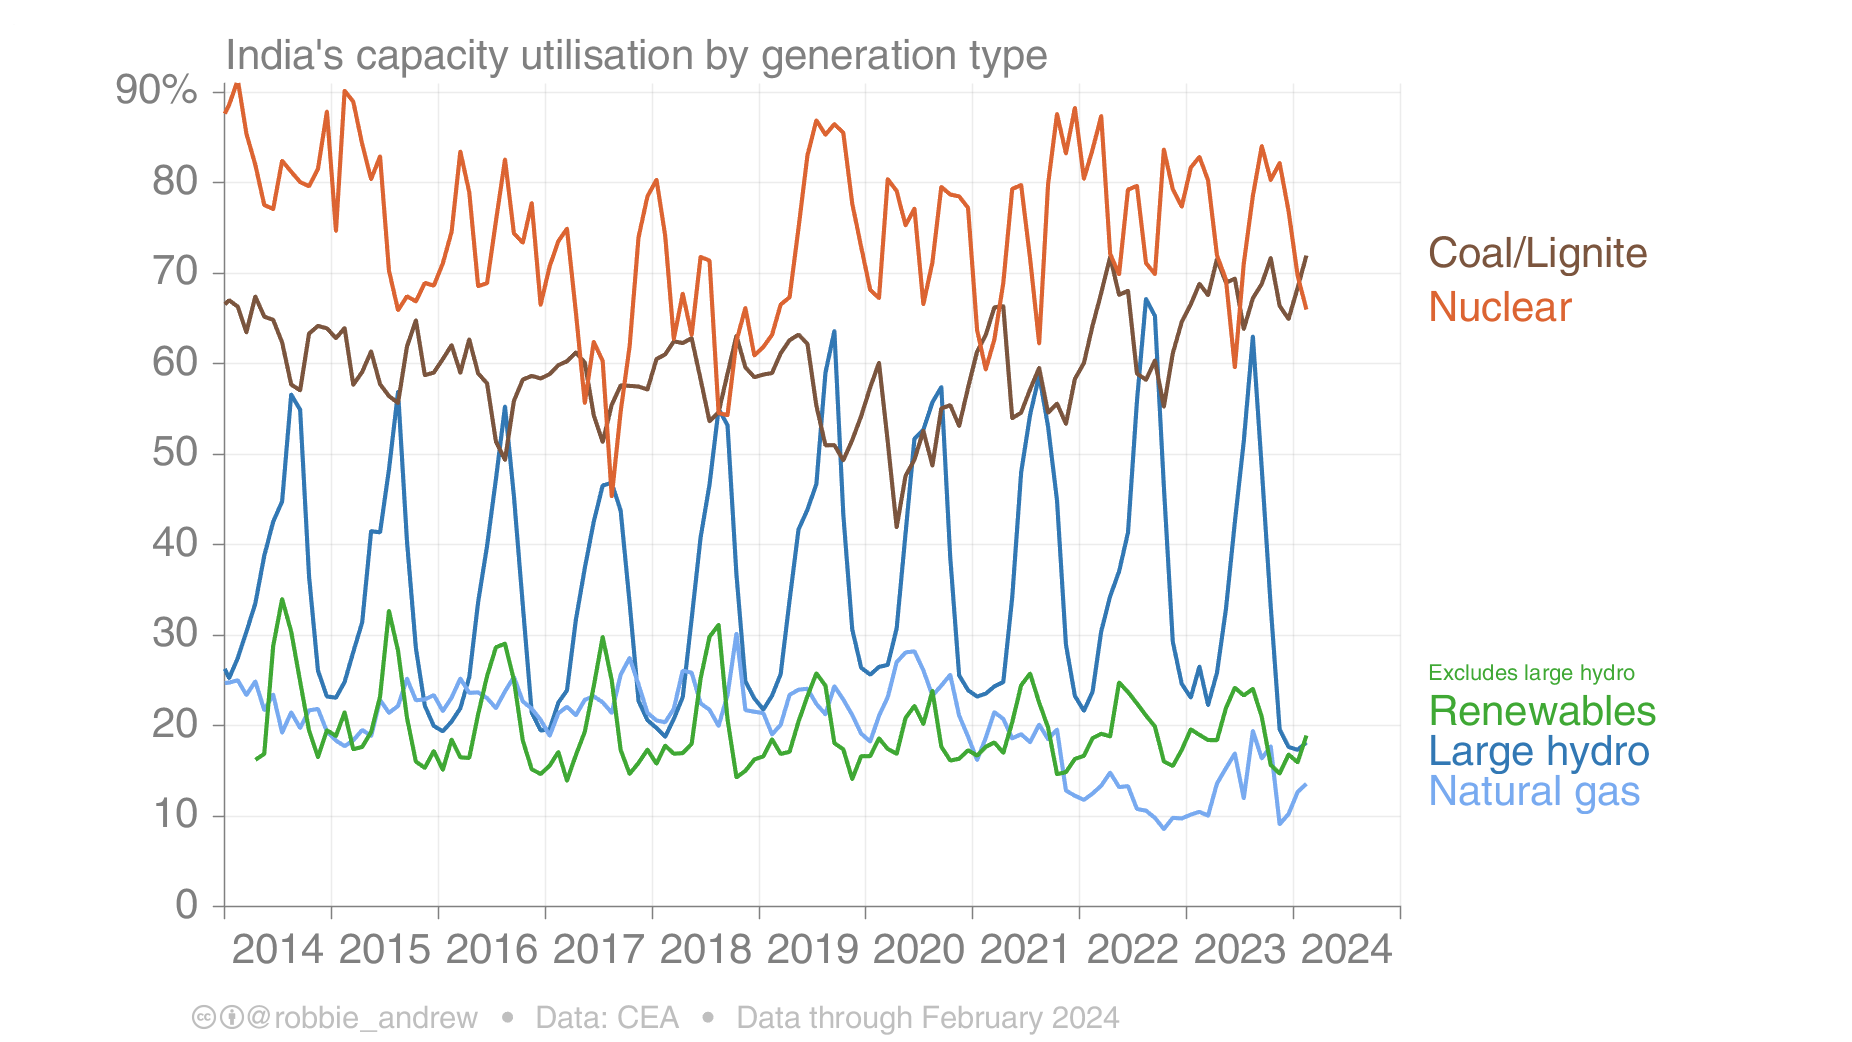 India's capacity utilisation by generation type
90%
80
70
60
50
40
30
20
10
0
2014 2015 2016 2017 2018 2019 2020 2021 2022 2023 2024
Coal/Lignite
Nuclear
Excludes large hydro
Renewables
Large hydro
Natural gas
cc @robbie_andrew • Data: CEA • Data through February 2024